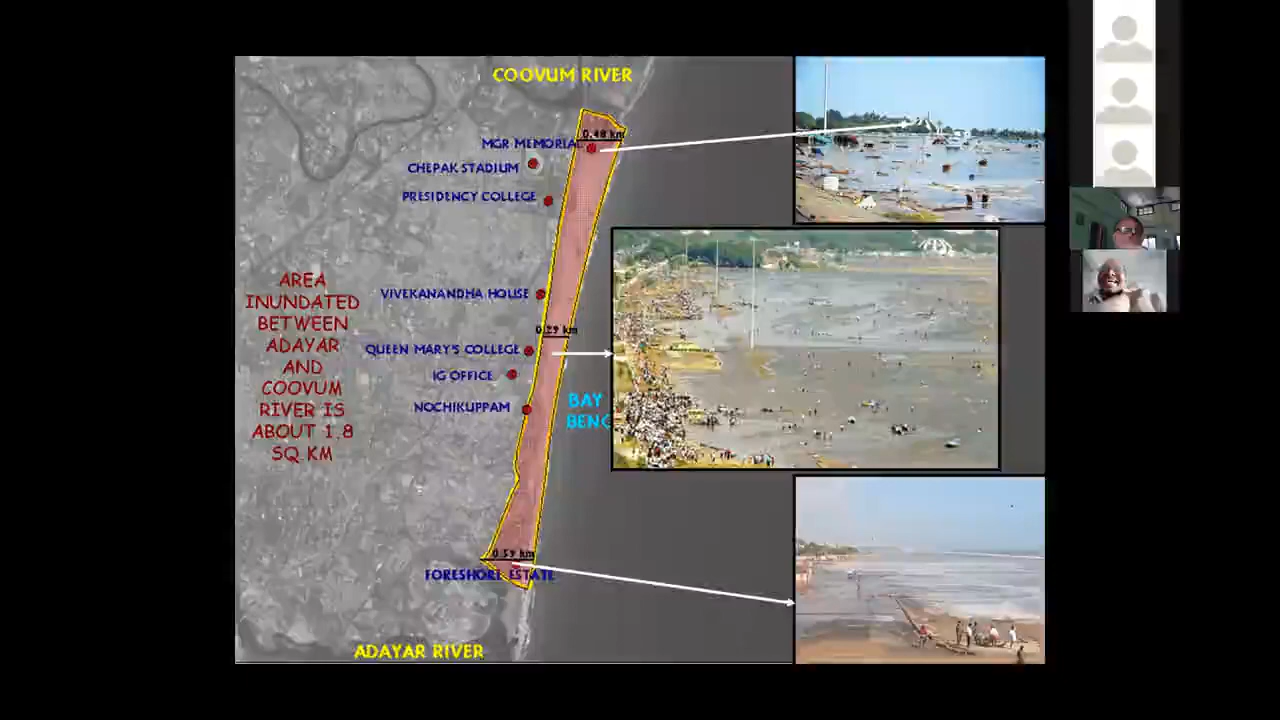 COOVUM RIVER
0.48 km
MGR MEMORIAL
CHEPAK STADIUM
PRESIDENCY COLLEGE
AREA
INUNDATED
BETWEEN
ADAYAR
AND
COOVUM
RIVER IS
ABOUT 1.8
SQ.KM
VIVEKANANDHA HOUSE
km
QUEEN MARY'S COLLEGE
IG OFFICE
NOCHIKUPPAM
BAY
BENG
0.59 km
FORESHORE ESTATE
ADAYAR RIVER